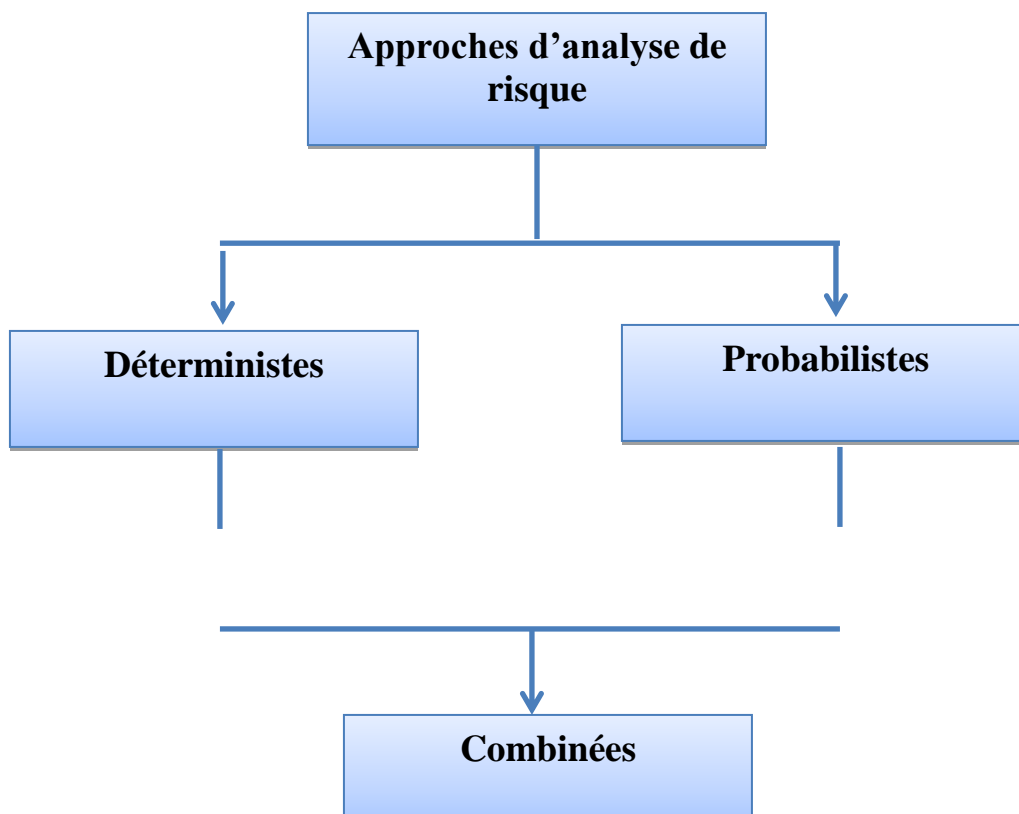 Approches d’analyse de
risque
Déterministes
Probabilistes
Combinées